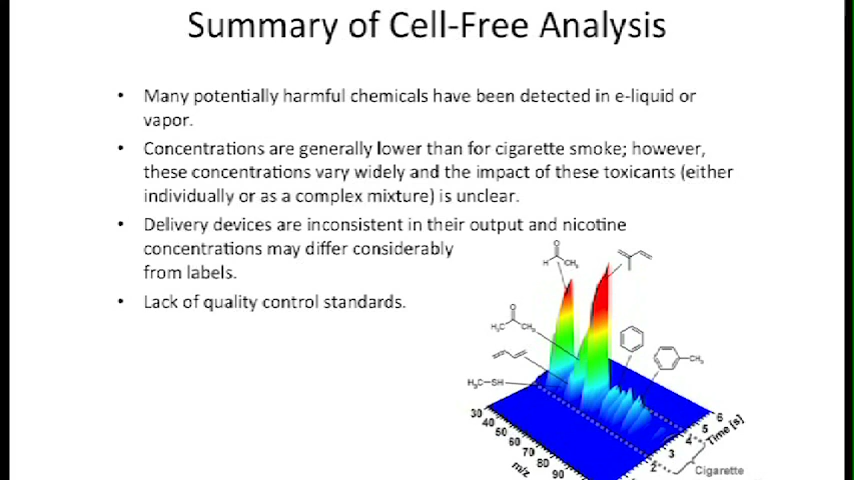 Summary of Cell-Free Analysis
• Many potentially harmful chemicals have been detected in e-liquid or
vapor.
• Concentrations are generally lower than for cigarette smoke; however,
these concentrations vary widely and the impact of these toxicants (either
individually or as a complex mixture) is unclear.
• Delivery devices are inconsistent in their output and nicotine
concentrations may differ considerably
from labels.
• Lack of quality control standards.
O
H CH₃
O
H₃C CH₃
CH₃
H₃C–SH
30
40
50
60
70
80
90
m/z
2
3
4
5
6
Time [s]
Cigarette